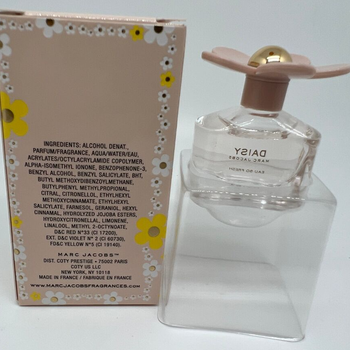 INGREDIENTS: ALCOHOL DENAT.,
PARFUM/FRAGRANCE, AQUA/WATER/EAU,
ACRYLATES/OCTYLACRYLAMIDE COPOLYMER,
ALPHA-ISOMETHYL IONONE, BENZOPHENONE-3,
BENZYL ALCOHOL, BENZYL SALICYLATE, BHT,
BUTYL METHOXYDIBENZOYLMETHANE,
BUTYLPHENYL METHYLPROPIONAL,
CITRAL, CITRONELLOL, ETHYLHEXYL
METHOXYCINNAMATE, ETHYLHEXYL
SALICYLATE, FARNESOL, GERANIOL, HEXYL
CINNAMAL, HYDROLYZED JOJOBA ESTERS,
HYDROXYCITRONELLAL, LIMONENE,
LINALOOL, METHYL 2-OCTYNOATE,
D&C RED N°33 (CI 17200),
EXT. D&C VIOLET N° 2 (CI 60730),
FD&C YELLOW N°5 (CI 19140).
MARC JACOBS™
DIST. COTY PRESTIGE • 75002 PARIS
COTY US LLC
NEW YORK, NY 10118
MADE IN FRANCE / FABRIQUÉ EN FRANCE
WWW.MARCJACOBSFRAGRANCES.COM
DAISY
MARC JACOBS
EAU SO FRESH